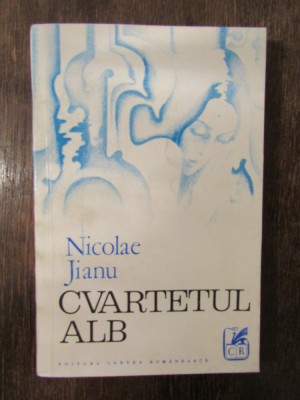 Nicolae
Jianu
CVARTETUL
ALB
CR
EDITURA CARTEA ROMÂNEASCĂ